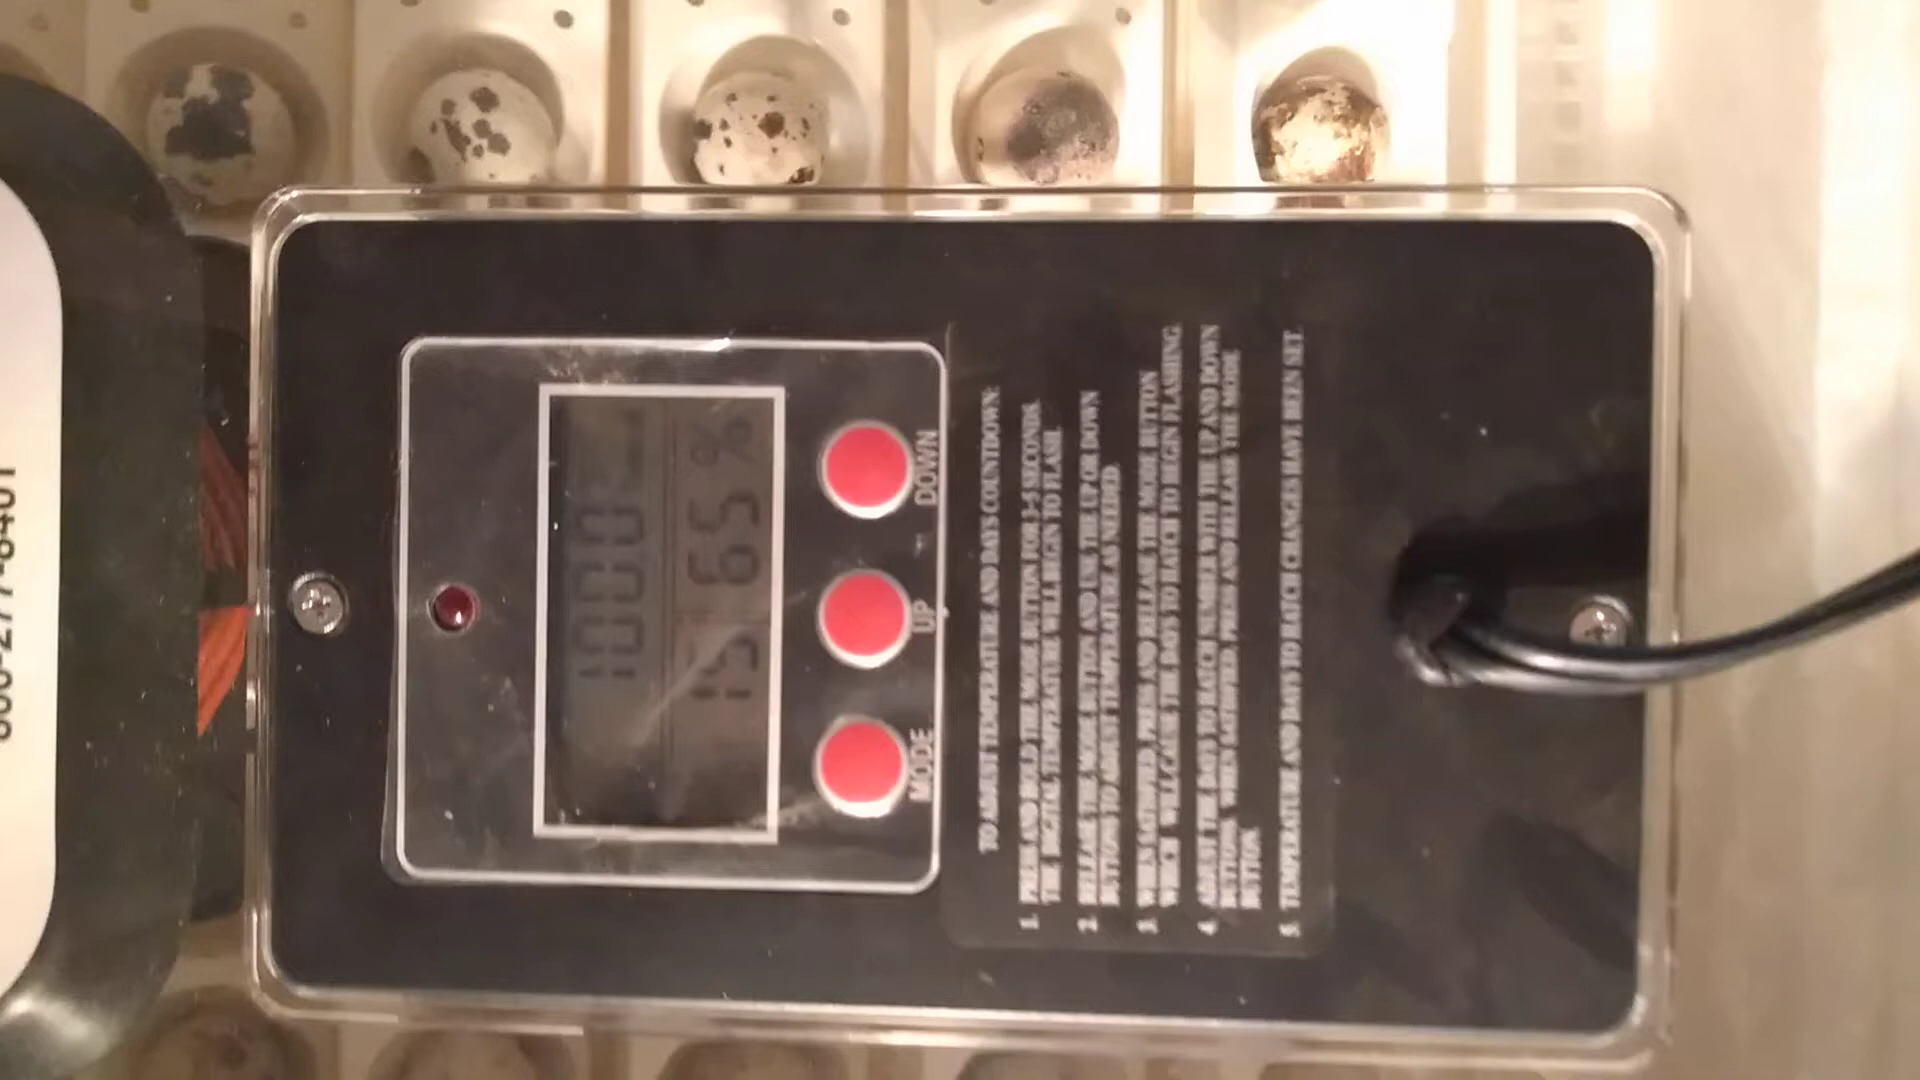 1000
15 65 %
MODE UP DOWN
TO ADJUST TEMPERATURE AND DAYS COUNTDOWN:
1. PRESS AND HOLD THE MODE BUTTON FOR 3-5 SECONDS.
THE DIGITAL TEMPERATURE WILL BEGIN TO FLASH.
2. RELEASE THE MODE BUTTON AND USE THE UP OR DOWN
BUTTONS TO ADJUST TEMPERATURE AS NEEDED.
3. WHEN SATISFIED, PRESS AND RELEASE THE MODE BUTTON
WHICH WILL CAUSE THE DAYS TO HATCH TO BEGIN FLASHING.
4. ADJUST THE DAYS TO HATCH NUMBER WITH THE UP AND DOWN
BUTTONS. WHEN SATISFIED, PRESS AND RELEASE THE MODE
BUTTON.
5. TEMPERATURE AND DAYS TO HATCH CHANGES HAVE BEEN SET.